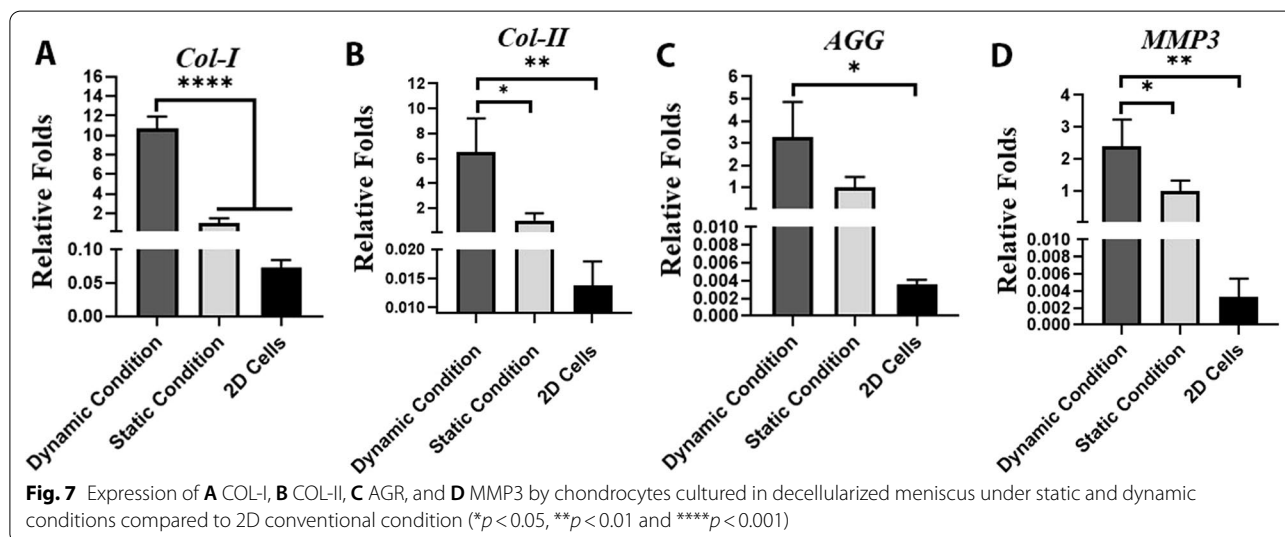 A
Col-I
Relative Folds
16
14
12
10
8
6
4
2
0.10
0.05
0.00
****
Dynamic Condition
Static Condition
2D Cells
B
Col-II
Relative Folds
12
10
8
6
4
2
0.020
0.015
0.010
*
**
Dynamic Condition
Static Condition
2D Cells
C
AGG
Relative Folds
6
5
4
3
2
1
0.010
0.008
0.006
0.004
0.002
0.000
*
Dynamic Condition
Static Condition
2D Cells
D
MMP3
Relative Folds
4
3
2
1
0.010
0.008
0.006
0.004
0.002
0.000
*
**
Dynamic Condition
Static Condition
2D Cells
Fig. 7 Expression of A COL-I, B COL-II, C AGR, and D MMP3 by chondrocytes cultured in decellularized meniscus under static and dynamic
conditions compared to 2D conventional condition (*p < 0.05, **p < 0.01 and ****p < 0.001)